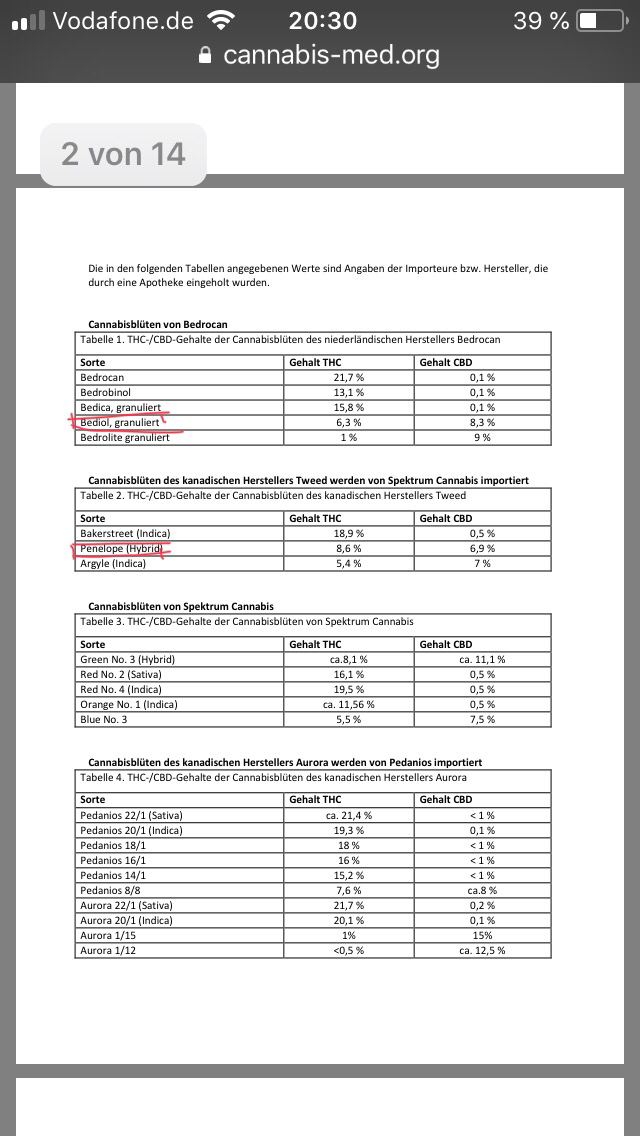 Vodafone.de 20:30 39 %
cannabis-med.org
2 von 14
Die in den folgenden Tabellen angegebenen Werte sind Angaben der Importeure bzw. Hersteller, die
durch eine Apotheke eingeholt wurden.
Cannabisblüten von Bedrocan
Tabelle 1. THC-/CBD-Gehalte der Cannabisblüten des niederländischen Herstellers Bedrocan
Sorte Gehalt THC Gehalt CBD
Bedrocan 21,7 % 0,1 %
Bedrobinol 13,1 % 0,1 %
Bedica, granuliert 15,8 % 0,1 %
Bediol, granuliert 6,3 % 8,3 %
Bedrolite granuliert 1 % 9 %
Cannabisblüten des kanadischen Herstellers Tweed werden von Spektrum Cannabis importiert
Tabelle 2. THC-/CBD-Gehalte der Cannabisblüten des kanadischen Herstellers Tweed
Sorte Gehalt THC Gehalt CBD
Bakerstreet (Indica) 18,9 % 0,5 %
Penelope (Hybrid) 8,6 % 6,9 %
Argyle (Indica) 5,4 % 7 %
Cannabisblüten von Spektrum Cannabis
Tabelle 3. THC-/CBD-Gehalte der Cannabisblüten von Spektrum Cannabis
Sorte Gehalt THC Gehalt CBD
Green No. 3 (Hybrid) ca.8,1 % ca. 11,1 %
Red No. 2 (Sativa) 16,1 % 0,5 %
Red No. 4 (Indica) 19,5 % 0,5 %
Orange No. 1 (Indica) ca. 11,56 % 0,5 %
Blue No. 3 5,5 % 7,5 %
Cannabisblüten des kanadischen Herstellers Aurora werden von Pedanios importiert
Tabelle 4. THC-/CBD-Gehalte der Cannabisblüten des kanadischen Herstellers Aurora
Sorte Gehalt THC Gehalt CBD
Pedanios 22/1 (Sativa) ca. 21,4 % < 1 %
Pedanios 20/1 (Indica) 19,3 % 0,1 %
Pedanios 18/1 18 % < 1 %
Pedanios 16/1 16 % < 1 %
Pedanios 14/1 15,2 % < 1 %
Pedanios 8/8 7,6 % ca.8 %
Aurora 22/1 (Sativa) 21,7 % 0,2 %
Aurora 20/1 (Indica) 20,1 % 0,1 %
Aurora 1/15 1% 15%
Aurora 1/12 <0,5 % ca. 12,5 %